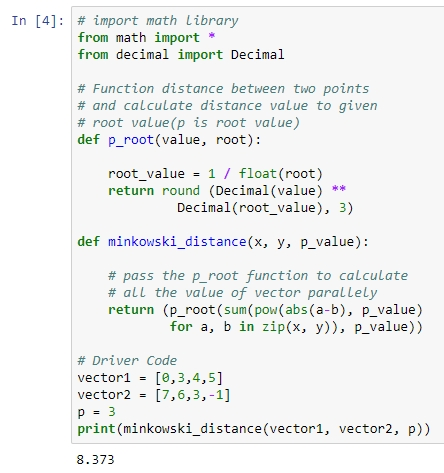 In [4]: # import math library
from math import *
from decimal import Decimal
# Function distance between two points
# and calculate distance value to given
# root value(p is root value)
def p_root(value, root):
root_value = 1 / float(root)
return round (Decimal(value) **
Decimal(root_value), 3)
def minkowski_distance(x, y, p_value):
# pass the p_root function to calculate
# all the value of vector parallely
return (p_root(sum(pow(abs(a-b), p_value)
for a, b in zip(x, y)), p_value))
# Driver Code
vector1 = [0,3,4,5]
vector2 = [7,6,3,-1]
p = 3
print(minkowski_distance(vector1, vector2, p))
8.373